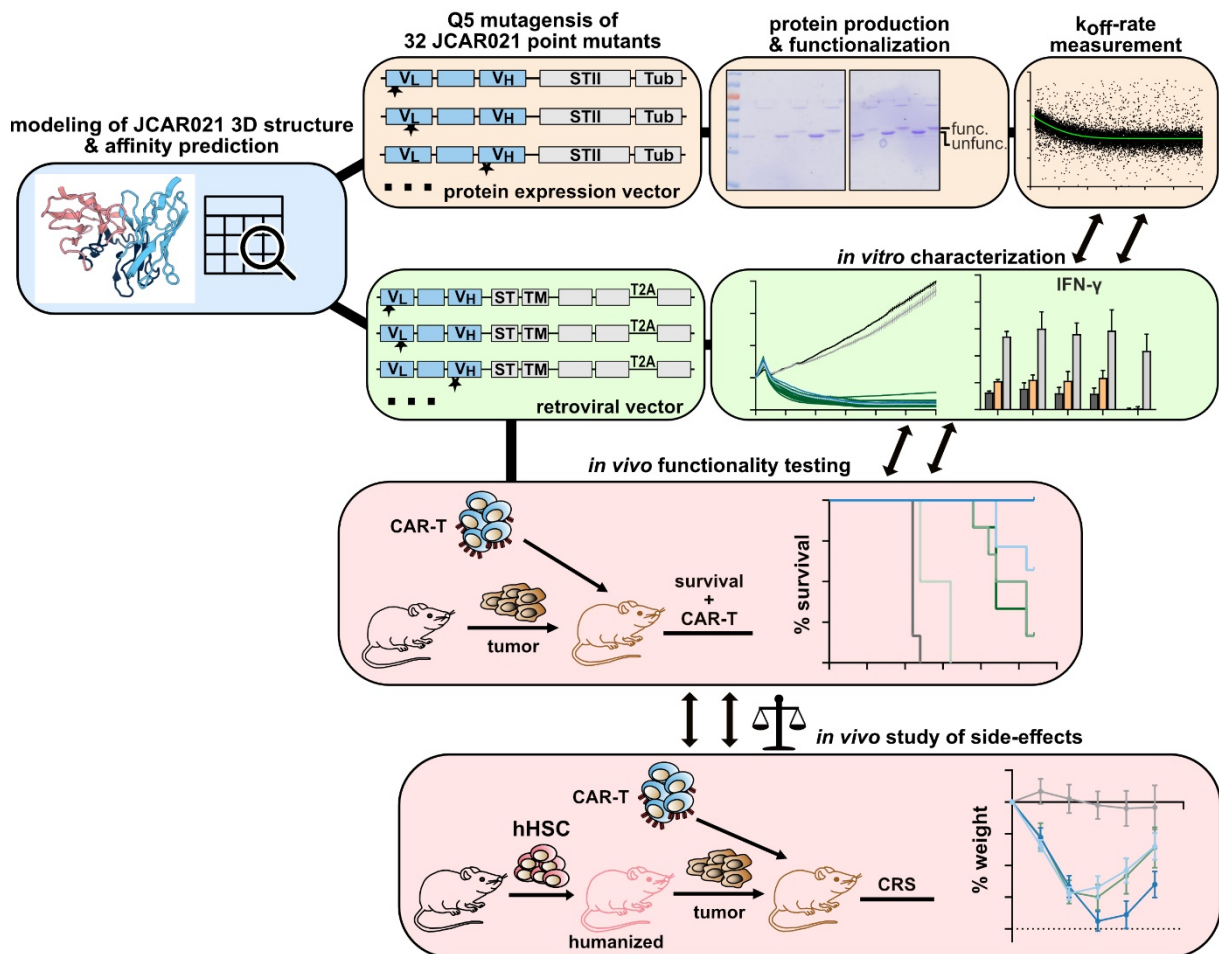 Q5 mutagensis of
32 JCAR021 point mutants
protein production
& functionalization
koff-rate
measurement
modeling of JCAR021 3D structure
& affinity prediction
VL VH STII Tub
VL VH STII Tub
VL VH STII Tub
protein expression vector
func.
unfunc.
in vitro characterization
VL VH ST TM T2A
VL VH ST TM T2A
VL VH ST TM T2A
retroviral vector
IFN-γ
in vivo functionality testing
CAR-T
tumor
survival
+
CAR-T
% survival
in vivo study of side-effects
CAR-T
hHSC
humanized
tumor
CRS
% weight